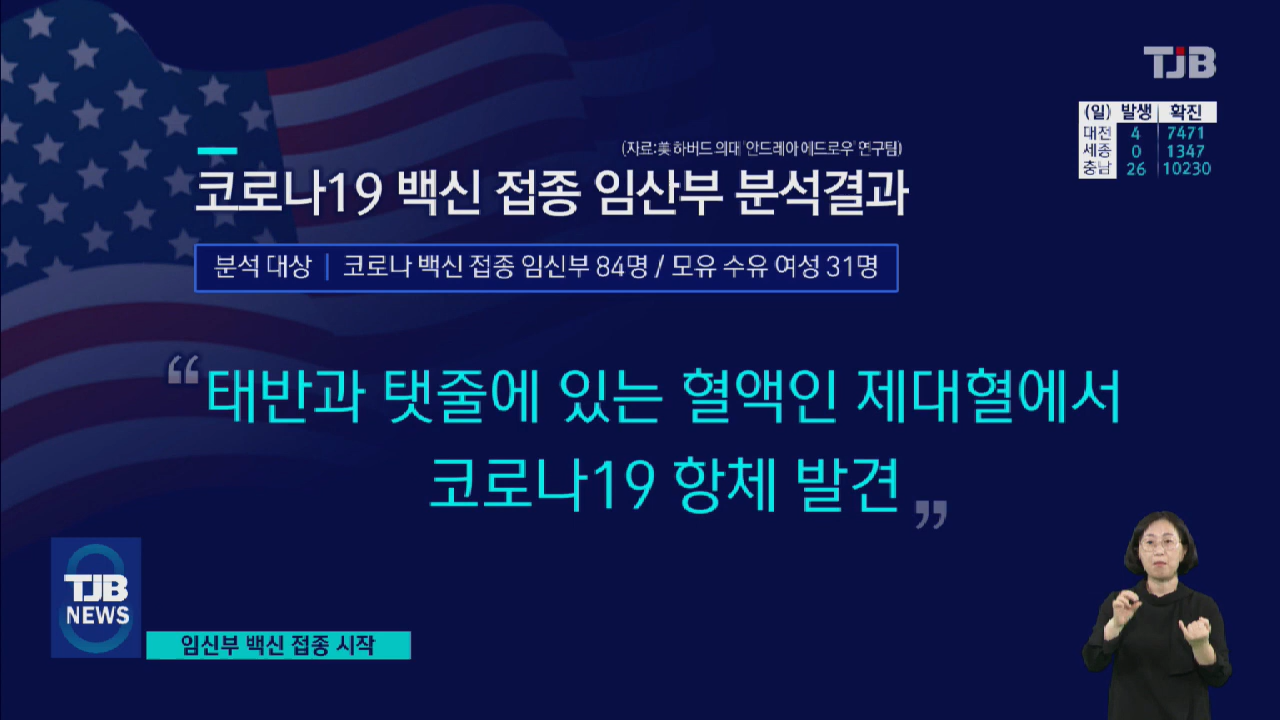 TJB
(일) 발생 확진
대전 4 7471
세종 0 1347
충남 26 10230
(자료:美 하버드 의대 '안드레아 에드로우' 연구팀)
코로나19 백신 접종 임산부 분석결과
분석 대상 | 코로나 백신 접종 임신부 84명 / 모유 수유 여성 31명
“태반과 탯줄에 있는 혈액인 제대혈에서
코로나19 항체 발견”
8
TJB
NEWS
임신부 백신 접종 시작